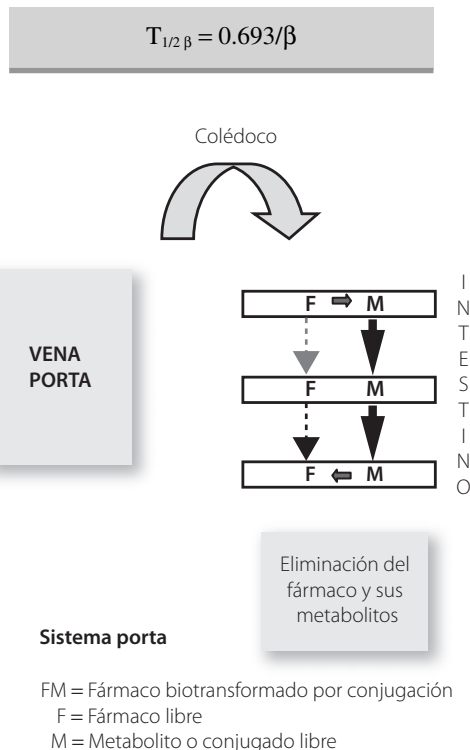 T1/2 β = 0.693/β
Colédoco
VENA
PORTA
F M
F M
F M
I
N
T
E
S
T
I
N
O
Eliminación del
fármaco y sus
metabolitos
Sistema porta
FM = Fármaco biotransformado por conjugación
F = Fármaco libre
M = Metabolito o conjugado libre